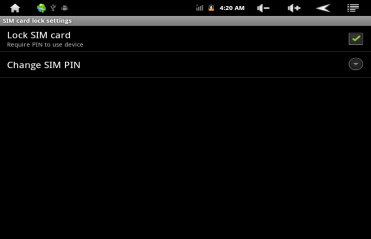 4:20 AM
SIM card lock settings
Lock SIM card
Require PIN to use device
Change SIM PIN